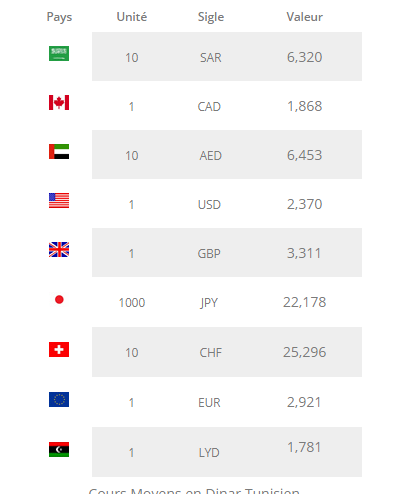 Pays Unité Sigle Valeur
10 SAR 6,320
1 CAD 1,868
10 AED 6,453
1 USD 2,370
1 GBP 3,311
1000 JPY 22,178
10 CHF 25,296
1 EUR 2,921
1 LYD 1,781
Cours Moyens en Dinar Tunisien